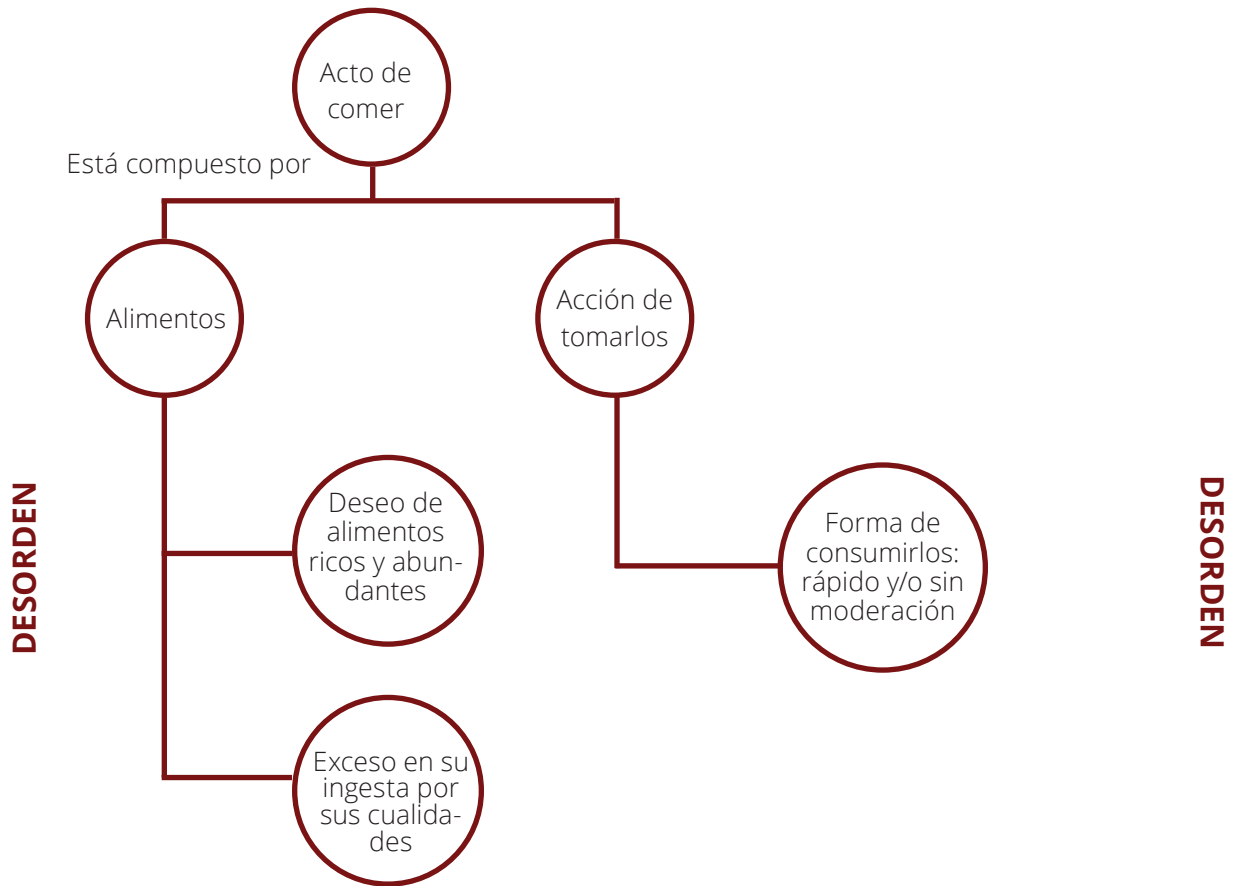 Acto de
comer
Está compuesto por
Alimentos
Acción de
tomarlos
DESORDEN
Deseo de
alimentos
ricos y abun-
dantes
Forma de
consumirlos:
rápido y/o sin
moderación
DESORDEN
Exceso en su
ingesta por
sus cualida-
des